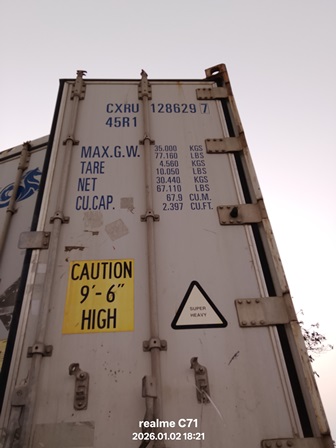 CXRU 128629 7
45R1
MAX.G.W. 35.000 KGS
77.160 LBS
TARE 4.560 KGS
10.050 LBS
NET 30.440 KGS
67.110 LBS
CU.CAP. 67.9 CU.M.
2.397 CU.FT.
CAUTION
9'-6"
HIGH
SUPER
HEAVY
realme C71
2026.01.02 18:21